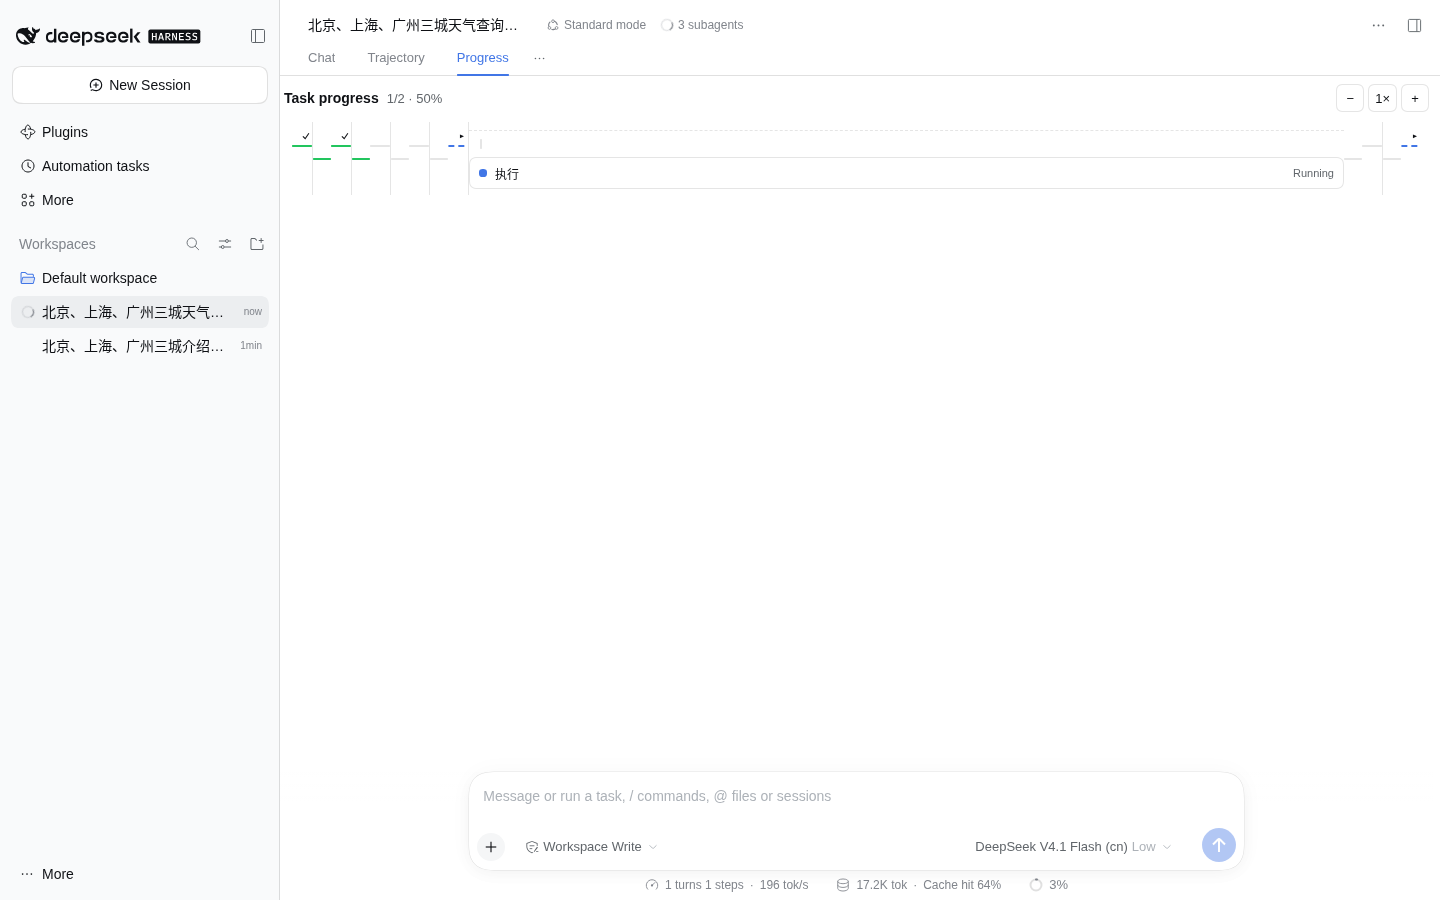 deepseek HARNESS
New Session
Plugins
Automation tasks
More
Workspaces
Default workspace
北京、上海、广州三城天气… now
北京、上海、广州三城介绍… 1min
More
北京、上海、广州三城天气查询… Standard mode 3 subagents
Chat Trajectory Progress
Task progress 1/2 · 50%
− 1× +
执行 Running
Message or run a task, / commands, @ files or sessions
Workspace Write DeepSeek V4.1 Flash (cn) Low
1 turns 1 steps · 196 tok/s 17.2K tok · Cache hit 64% 3%